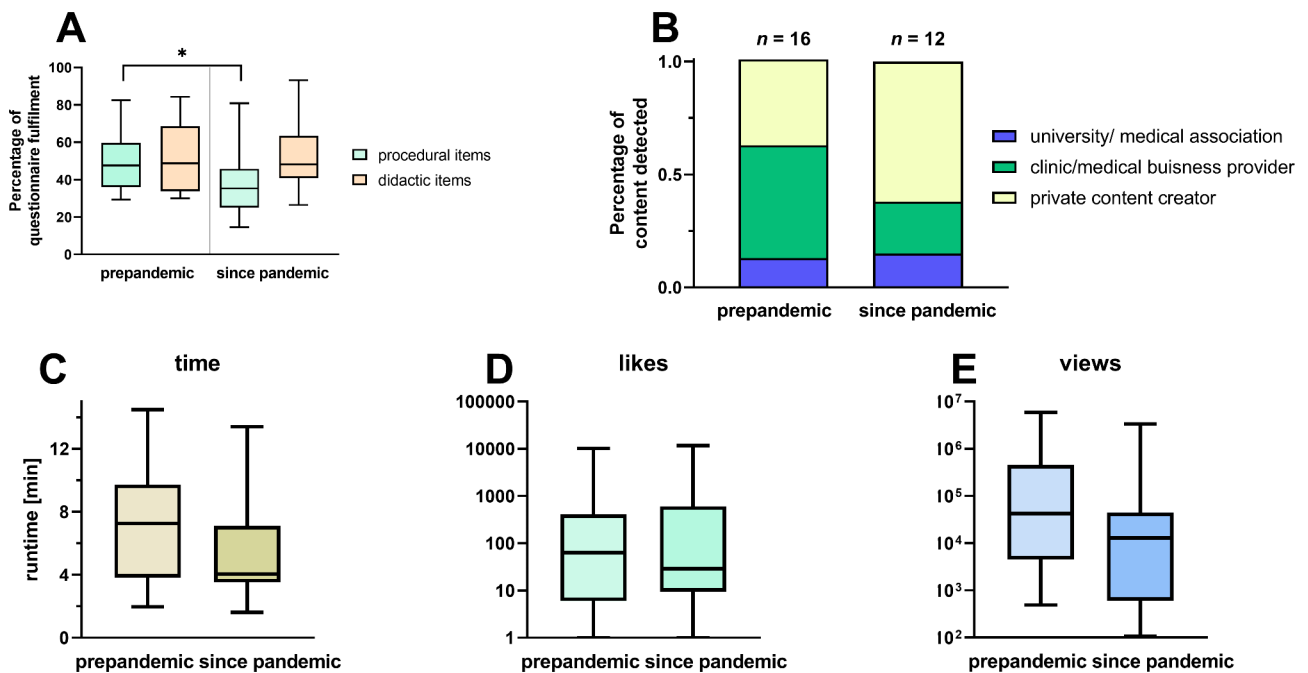 A
*
Percentage of
questionnaire fulfilment
100
80
60
40
20
0
prepandemic
since pandemic
procedural items
didactic items
B
n = 16
n = 12
Percentage of
content detected
1.0
0.5
0.0
prepandemic
since pandemic
university/ medical association
clinic/medical buisness provider
private content creator
C
time
runtime [min]
12
8
4
0
prepandemic since pandemic
D
likes
100000
10000
1000
100
10
1
prepandemic since pandemic
E
views
10⁷
10⁶
10⁵
10⁴
10³
10²
prepandemic since pandemic